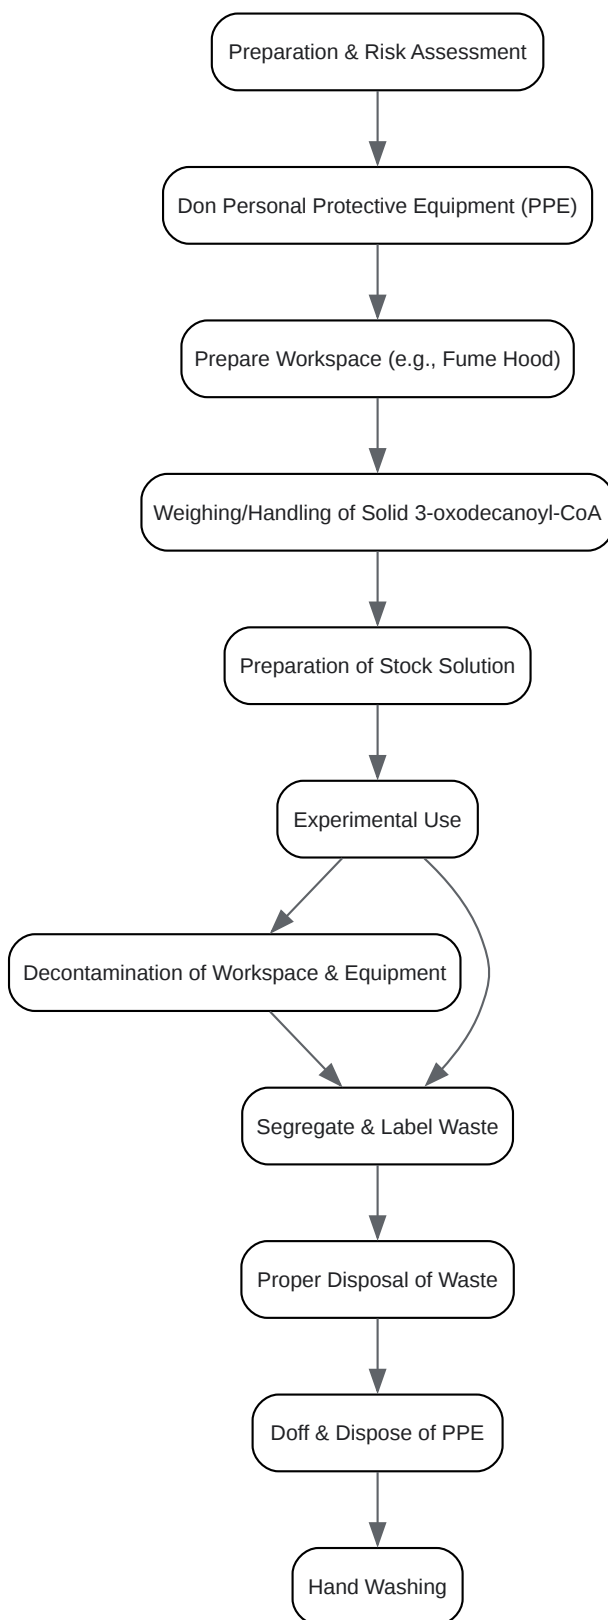 Preparation & Risk Assessment
Don Personal Protective Equipment (PPE)
Prepare Workspace (e.g., Fume Hood)
Weighing/Handling of Solid 3-oxodecanoyl-CoA
Preparation of Stock Solution
Experimental Use
Decontamination of Workspace & Equipment
Segregate & Label Waste
Proper Disposal of Waste
Doff & Dispose of PPE
Hand Washing